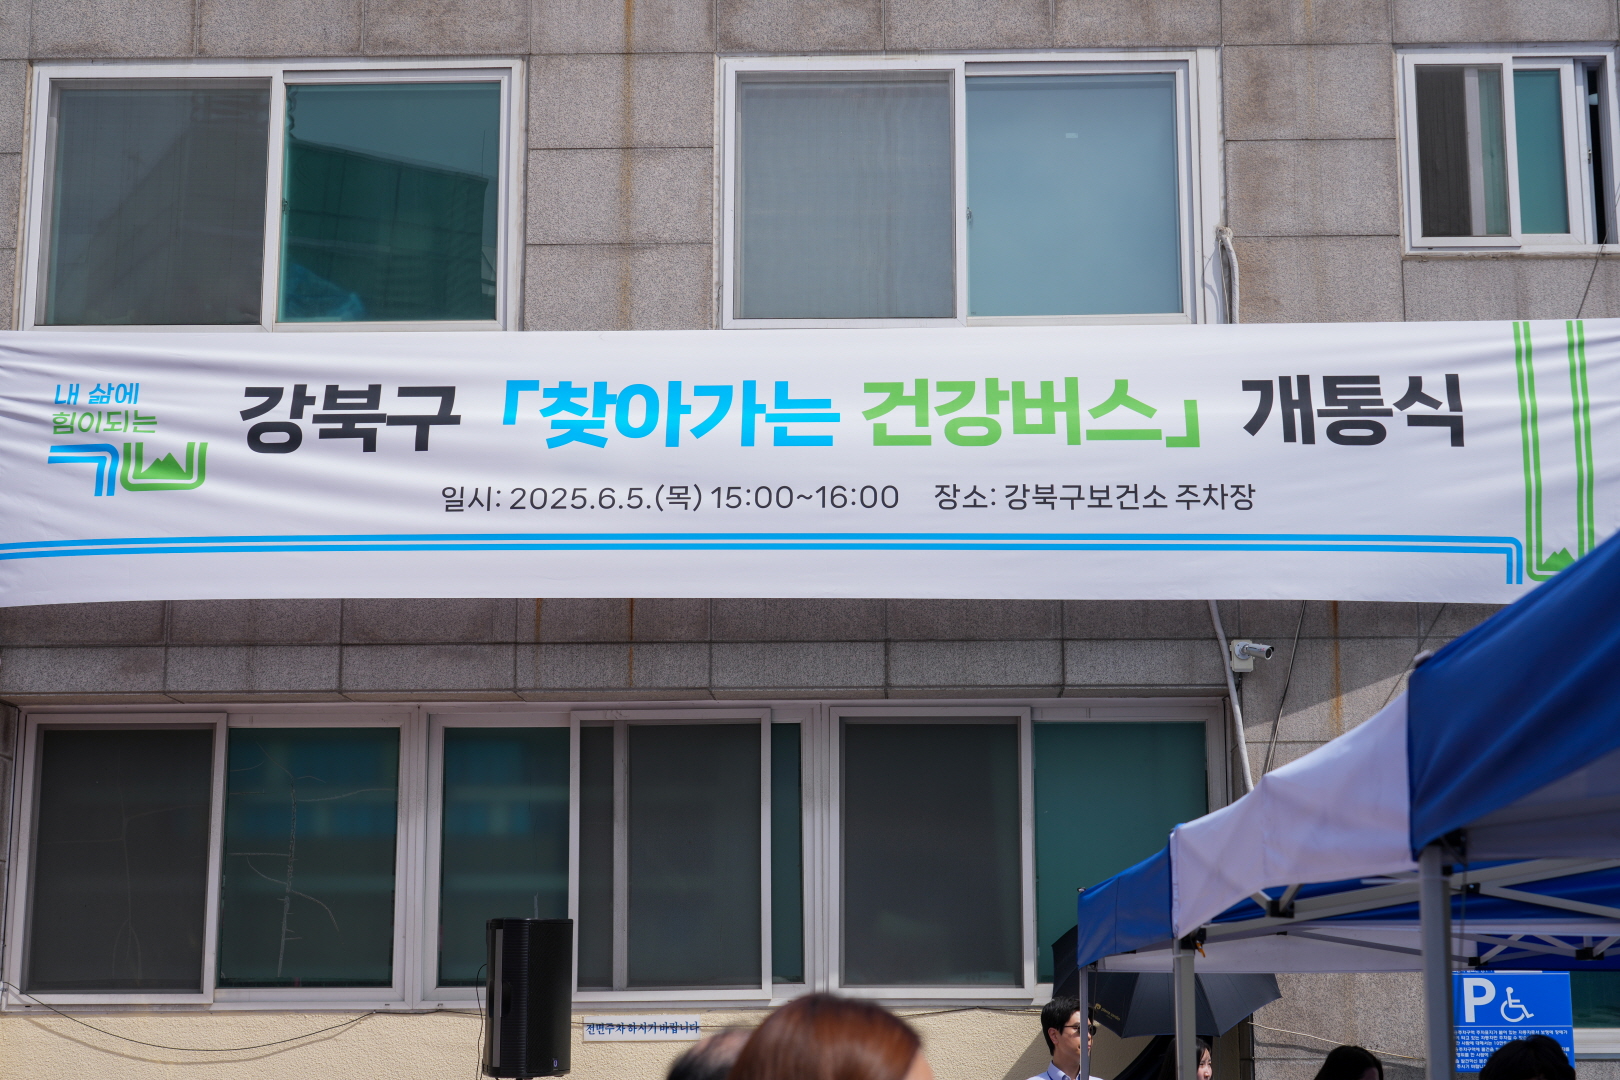 내 삶에
힘이되는
강북구 「찾아가는 건강버스」 개통식
일시: 2025.6.5.(목) 15:00~16:00 장소: 강북구보건소 주차장
전면주차 하시기 바랍니다
P